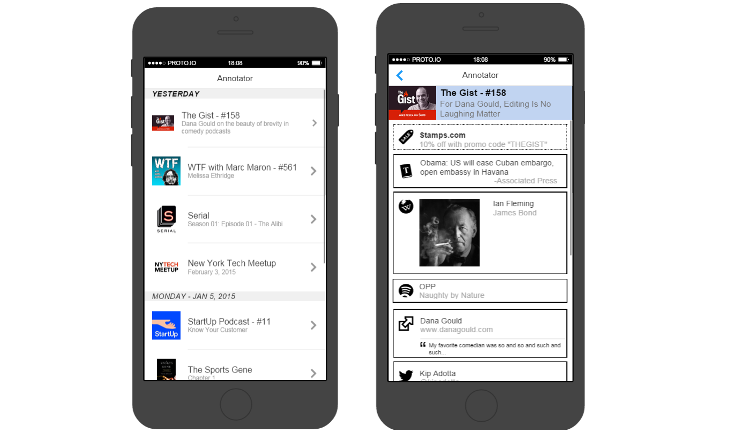 PROTO.IO 18:08 90%
Annotator
YESTERDAY
The Gist - #158
Dana Gould on the beauty of brevity in
comedy podcasts
WTF
WTF with Marc Maron - #561
Melissa Ethridge
S
SERIAL
Serial
Season 01: Episode 01 - The Alibi
NYTECH
MEETUP
New York Tech Meetup
February 3, 2015
MONDAY - JAN 5, 2015
StartUp
StartUp Podcast - #11
Know Your Customer
The Sports Gene
Chapter 1
PROTO.IO 18:08 90%
Annotator
The Gist
The Gist - #158
For Dana Gould, Editing Is No
Laughing Matter
Stamps.com
10% off with promo code "THEGIST"
Obama: US will ease Cuban embargo,
open embassy in Havana
-Associated Press
Ian Fleming
James Bond
OPP
Naughty by Nature
Dana Gould
www.danagould.com
“ My favorite comedian was so and so and such and
such...
Kip Adotta